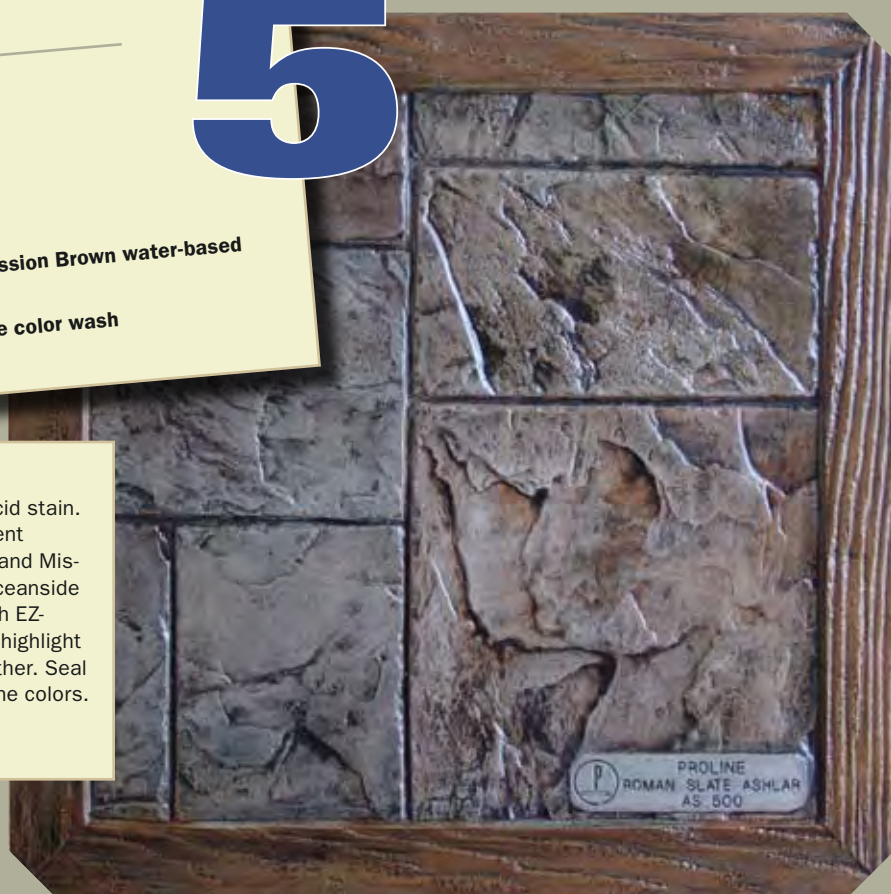 5
ssion Brown water-based
e color wash
cid stain.
ent
and Mis-
ceanside
h EZ-
highlight
ther. Seal
ne colors.
P
PROLINE
ROMAN SLATE ASHLAR
AS 500